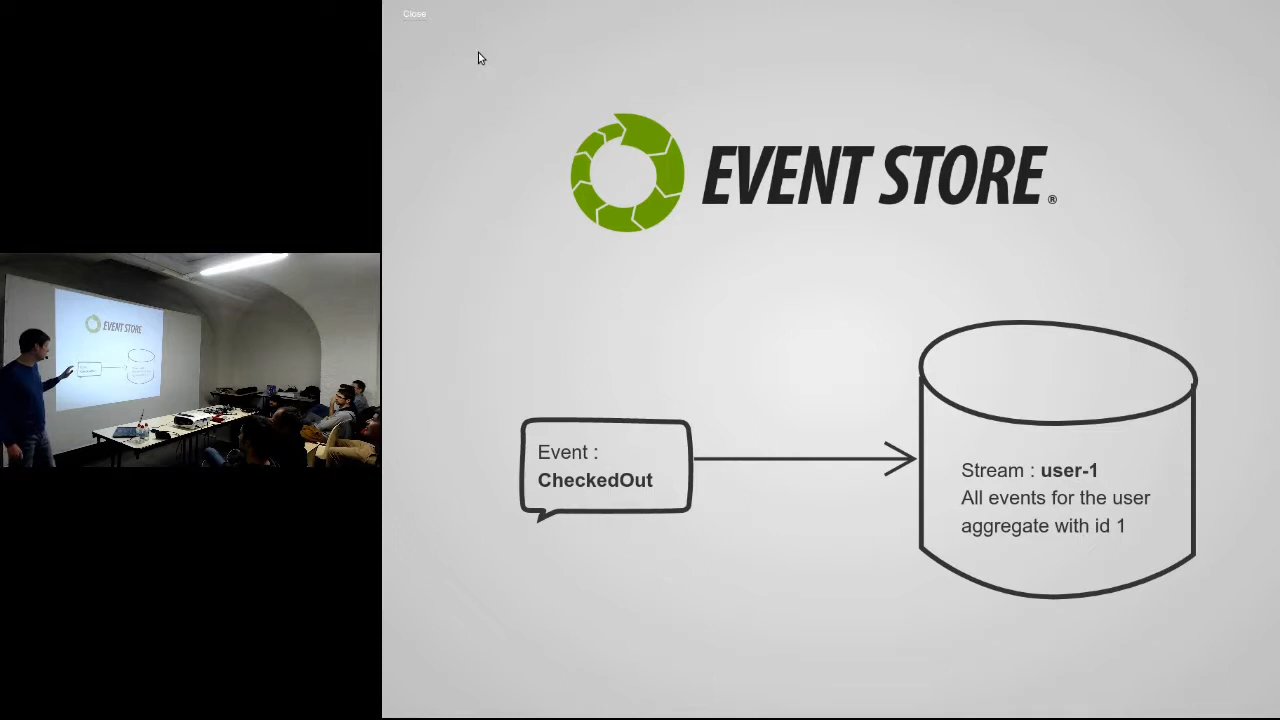 Close
EVENT STORE®
Event :
CheckedOut
Stream : user-1
All events for the user
aggregate with id 1
EVENT STORE